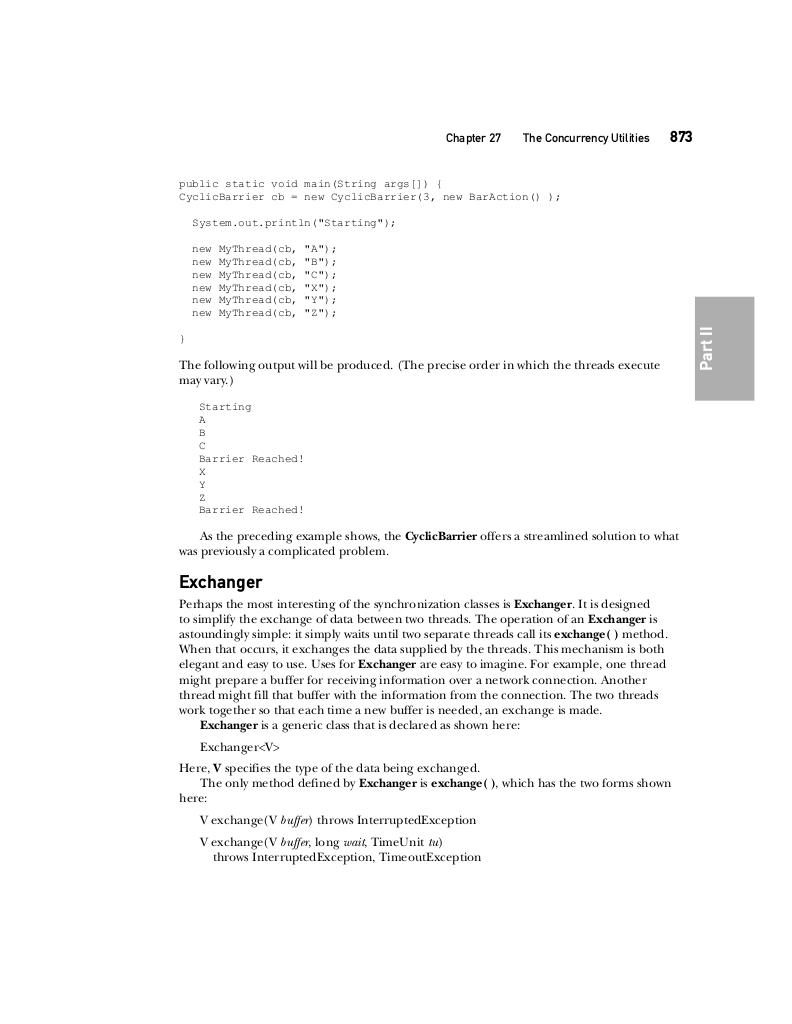 Chapter 27 The Concurrency Utilities 873
public static void main(String args[]) {
CyclicBarrier cb = new CyclicBarrier(3, new BarAction() );
System.out.println("Starting");
new MyThread(cb, "A");
new MyThread(cb, "B");
new MyThread(cb, "C");
new MyThread(cb, "X");
new MyThread(cb, "Y");
new MyThread(cb, "Z");
}
Part II
The following output will be produced. (The precise order in which the threads execute
may vary.)
Starting
A
B
C
Barrier Reached!
X
Y
Z
Barrier Reached!
As the preceding example shows, the CyclicBarrier offers a streamlined solution to what
was previously a complicated problem.
Exchanger
Perhaps the most interesting of the synchronization classes is Exchanger. It is designed
to simplify the exchange of data between two threads. The operation of an Exchanger is
astoundingly simple: it simply waits until two separate threads call its exchange( ) method.
When that occurs, it exchanges the data supplied by the threads. This mechanism is both
elegant and easy to use. Uses for Exchanger are easy to imagine. For example, one thread
might prepare a buffer for receiving information over a network connection. Another
thread might fill that buffer with the information from the connection. The two threads
work together so that each time a new buffer is needed, an exchange is made.
Exchanger is a generic class that is declared as shown here:
Exchanger<V>
Here, V specifies the type of the data being exchanged.
The only method defined by Exchanger is exchange( ), which has the two forms shown
here:
V exchange(V buffer) throws InterruptedException
V exchange(V buffer, long wait, TimeUnit tu)
throws InterruptedException, TimeoutException